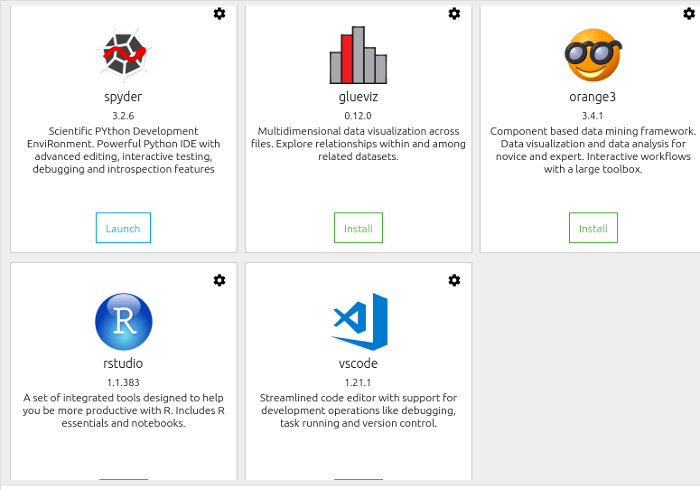 spyder
3.2.6
Scientific PYthon Development
EnviRonment. Powerful Python IDE with
advanced editing, interactive testing,
debugging and introspection features
Launch
glueviz
0.12.0
Multidimensional data visualization across
files. Explore relationships within and among
related datasets.
Install
orange3
3.4.1
Component based data mining framework.
Data visualization and data analysis for
novice and expert. Interactive workflows
with a large toolbox.
Install
R
rstudio
1.1.383
A set of integrated tools designed to help
you be more productive with R. Includes R
essentials and notebooks.
vscode
1.21.1
Streamlined code editor with support for
development operations like debugging,
task running and version control.